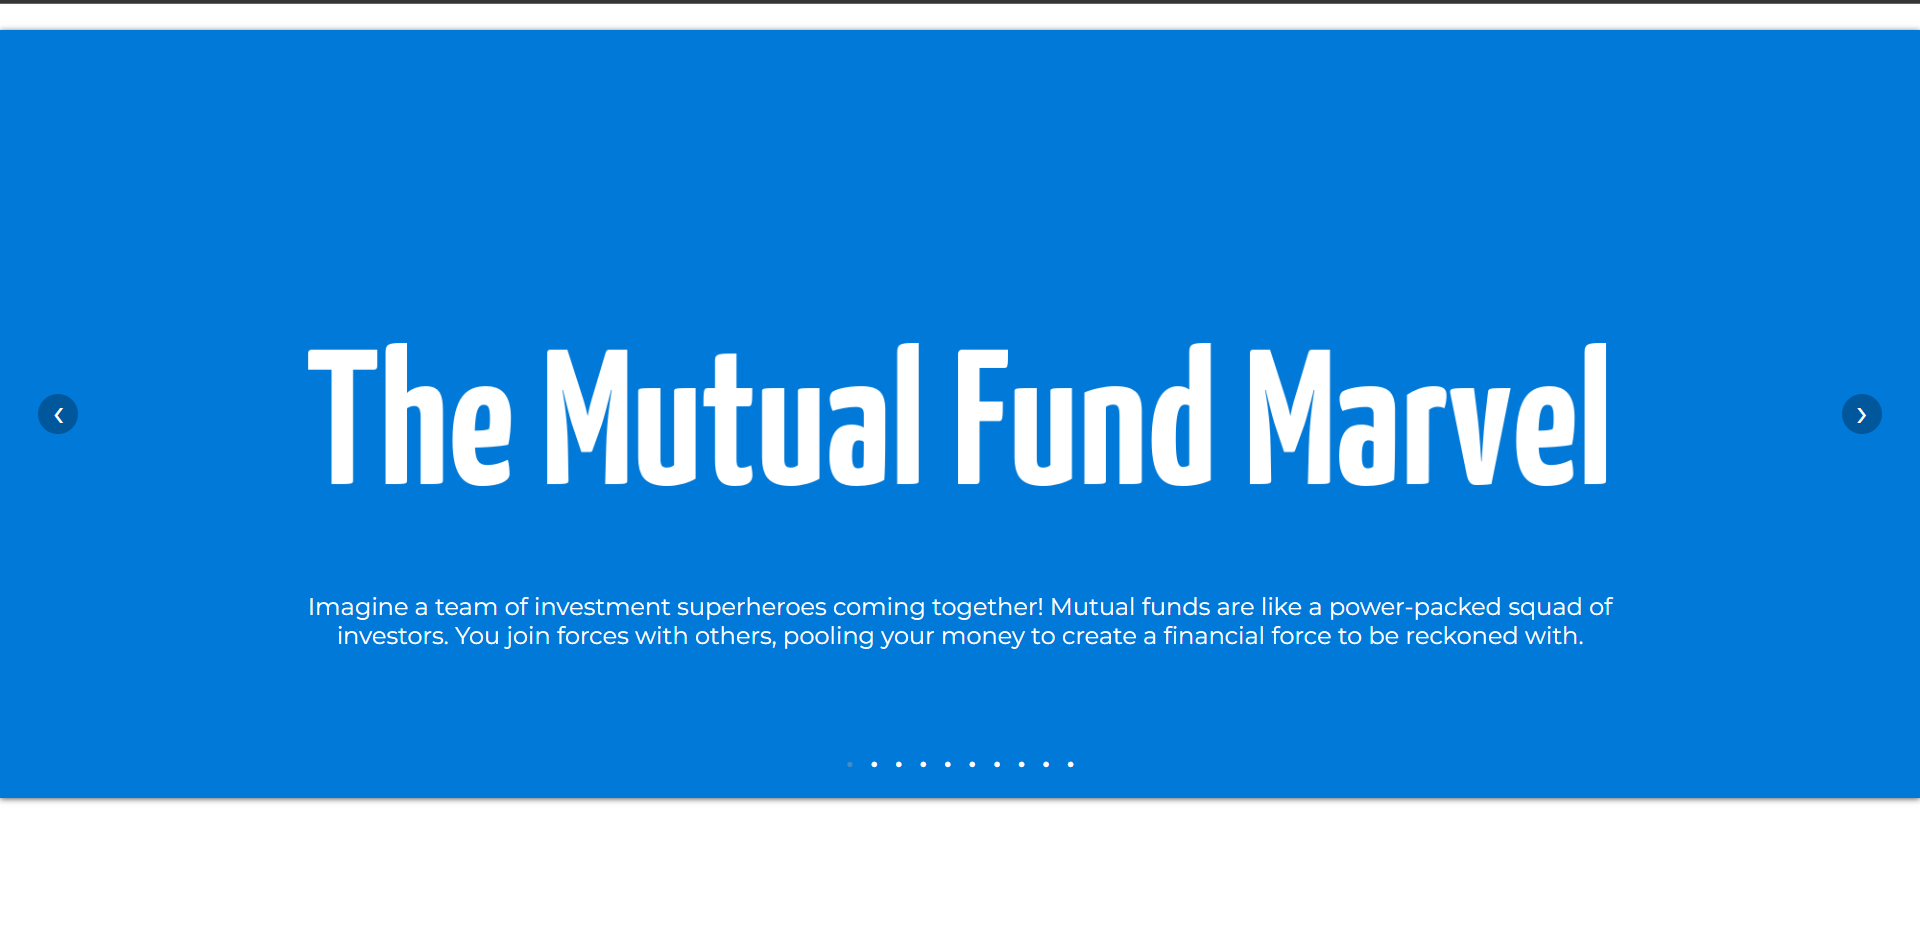 The Mutual Fund Marvel
Imagine a team of investment superheroes coming together! Mutual funds are like a power-packed squad of
investors. You join forces with others, pooling your money to create a financial force to be reckoned with.